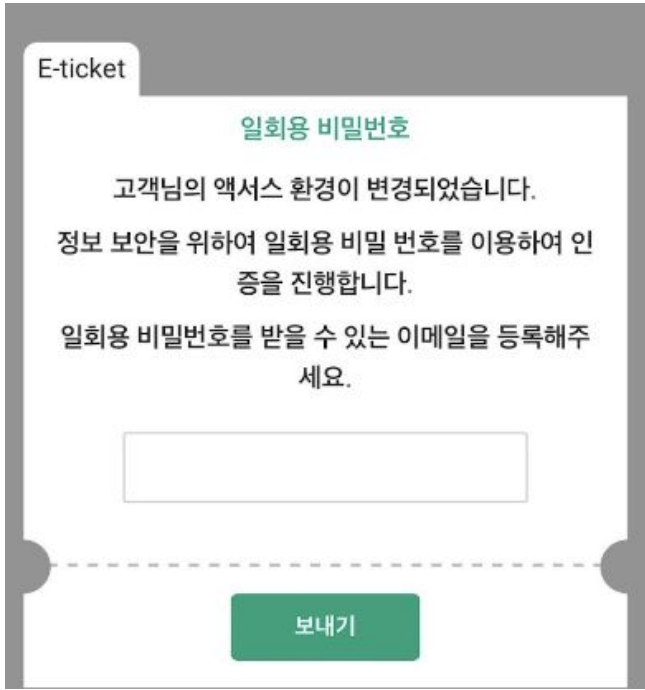 E-ticket
일회용 비밀번호
고객님의 액서스 환경이 변경되었습니다.
정보 보안을 위하여 일회용 비밀 번호를 이용하여 인
증을 진행합니다.
일회용 비밀번호를 받을 수 있는 이메일을 등록해주
세요.
보내기